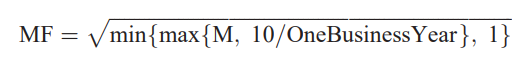 MF = √min{max{M, 10/OneBusinessYear}, 1}